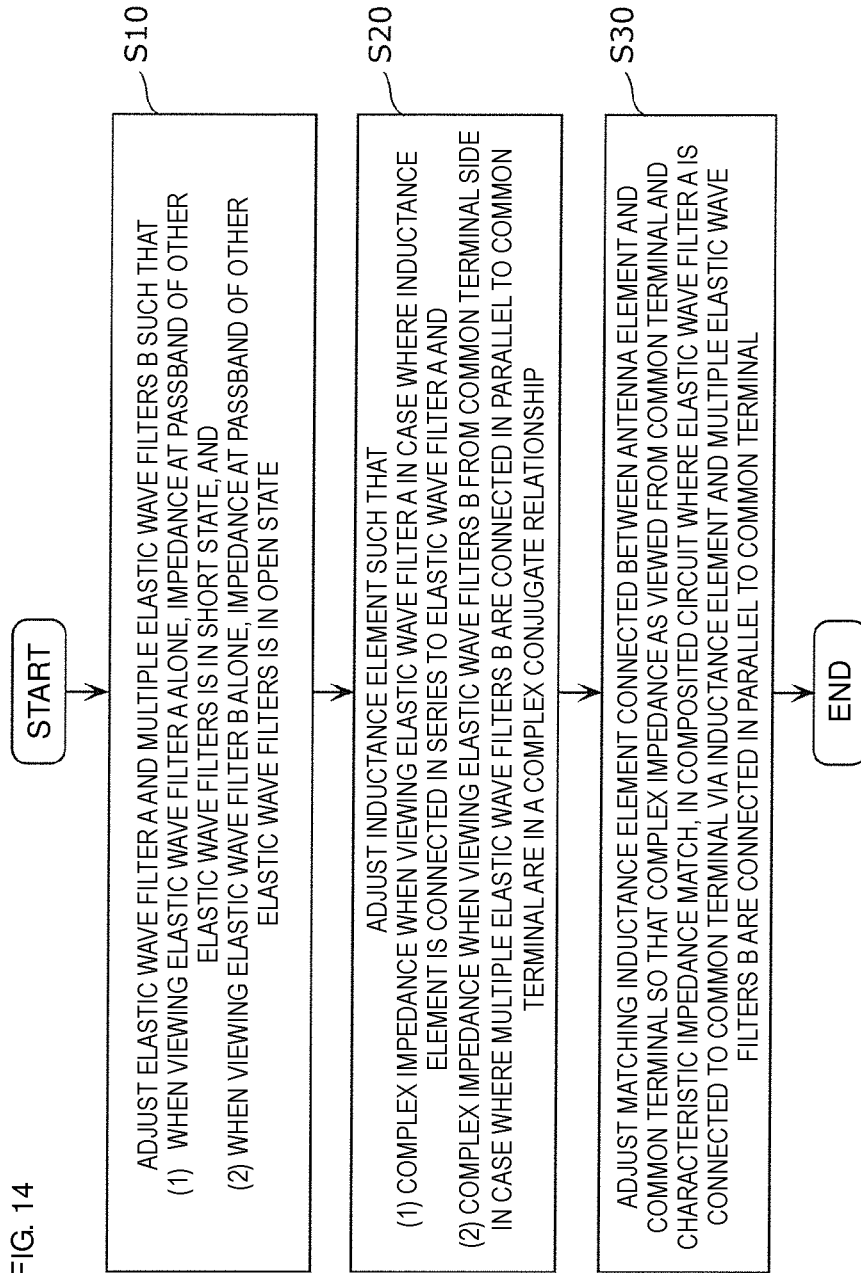 FIG. 14
START
ADJUST ELASTIC WAVE FILTER A AND MULTIPLE ELASTIC WAVE FILTERS B SUCH THAT
(1) WHEN VIEWING ELASTIC WAVE FILTER A ALONE, IMPEDANCE AT PASSBAND OF OTHER
ELASTIC WAVE FILTERS IS IN SHORT STATE, AND
(2) WHEN VIEWING ELASTIC WAVE FILTER B ALONE, IMPEDANCE AT PASSBAND OF OTHER
ELASTIC WAVE FILTERS IS IN OPEN STATE
S10
ADJUST INDUCTANCE ELEMENT SUCH THAT
(1) COMPLEX IMPEDANCE WHEN VIEWING ELASTIC WAVE FILTER A IN CASE WHERE INDUCTANCE
ELEMENT IS CONNECTED IN SERIES TO ELASTIC WAVE FILTER A AND
(2) COMPLEX IMPEDANCE WHEN VIEWING ELASTIC WAVE FILTERS B FROM COMMON TERMINAL SIDE
IN CASE WHERE MULTIPLE ELASTIC WAVE FILTERS B ARE CONNECTED IN PARALLEL TO COMMON
TERMINAL ARE IN A COMPLEX CONJUGATE RELATIONSHIP
S20
ADJUST MATCHING INDUCTANCE ELEMENT CONNECTED BETWEEN ANTENNA ELEMENT AND
COMMON TERMINAL SO THAT COMPLEX IMPEDANCE AS VIEWED FROM COMMON TERMINAL AND
CHARACTERISTIC IMPEDANCE MATCH, IN COMPOSITED CIRCUIT WHERE ELASTIC WAVE FILTER A IS
CONNECTED TO COMMON TERMINAL VIA INDUCTANCE ELEMENT AND MULTIPLE ELASTIC WAVE
FILTERS B ARE CONNECTED IN PARALLEL TO COMMON TERMINAL
S30
END